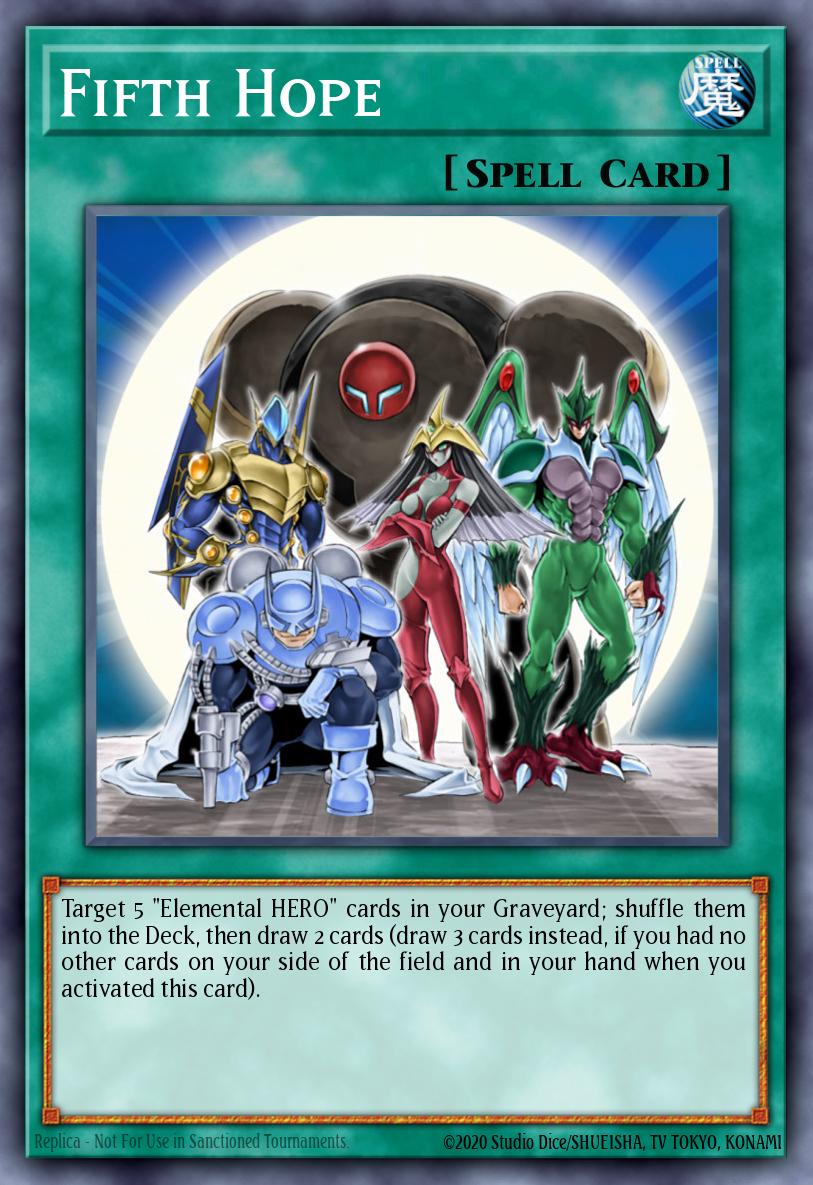 Fifth Hope
SPELL
魔
[ Spell Card ]
Target 5 "Elemental HERO" cards in your Graveyard; shuffle them
into the Deck, then draw 2 cards (draw 3 cards instead, if you had no
other cards on your side of the field and in your hand when you
activated this card).
Replica - Not For Use in Sanctioned Tournaments.
©2020 Studio Dice/SHUEISHA, TV TOKYO, KONAMI